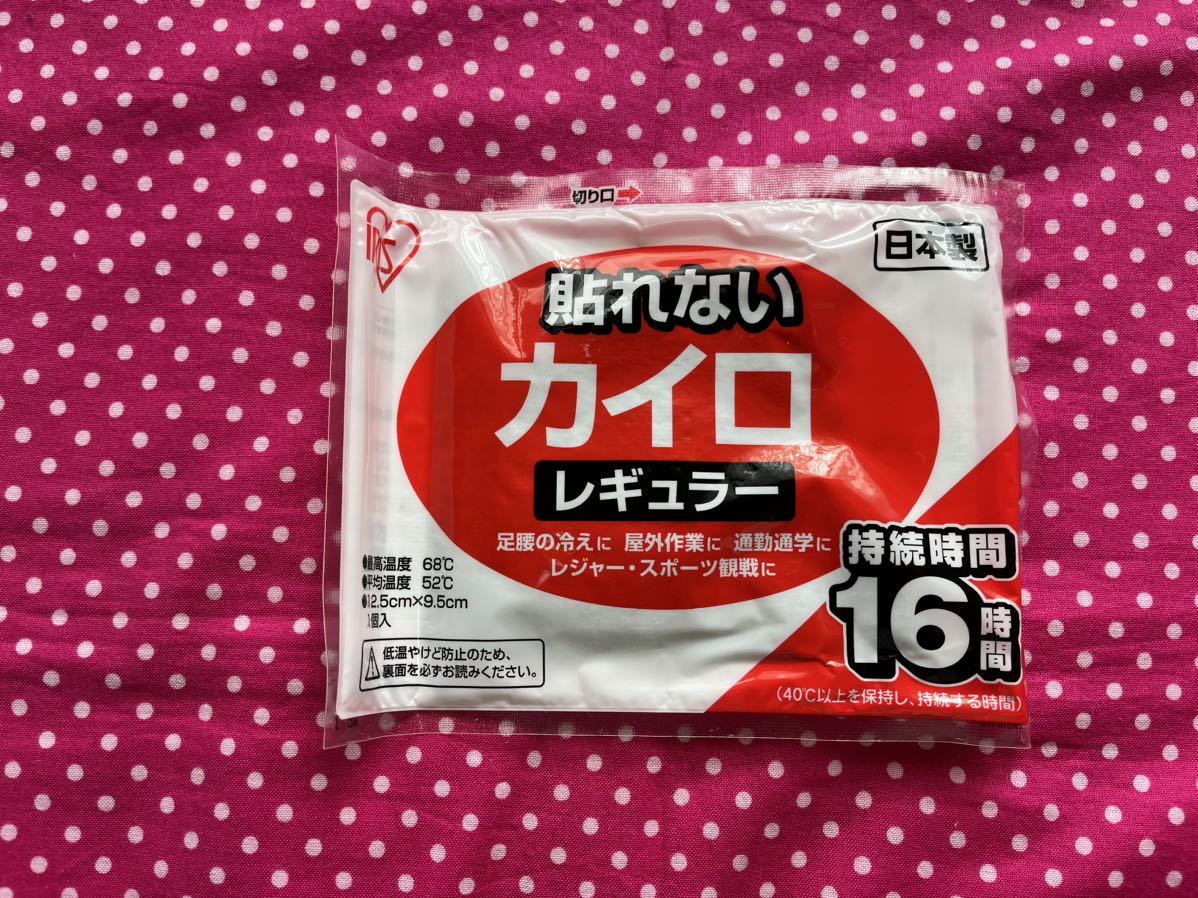 切り口→
IRIS
日本製
貼れない
カイロ
レギュラー
足腰の冷えに 屋外作業に 通勤通学に
レジャー・スポーツ観戦に
●最高温度 68℃
●平均温度 52℃
●12.5cm×9.5cm
1個入
低温やけど防止のため、
裏面を必ずお読みください。
持続時間
16時間
(40℃以上を保持し、持続する時間)